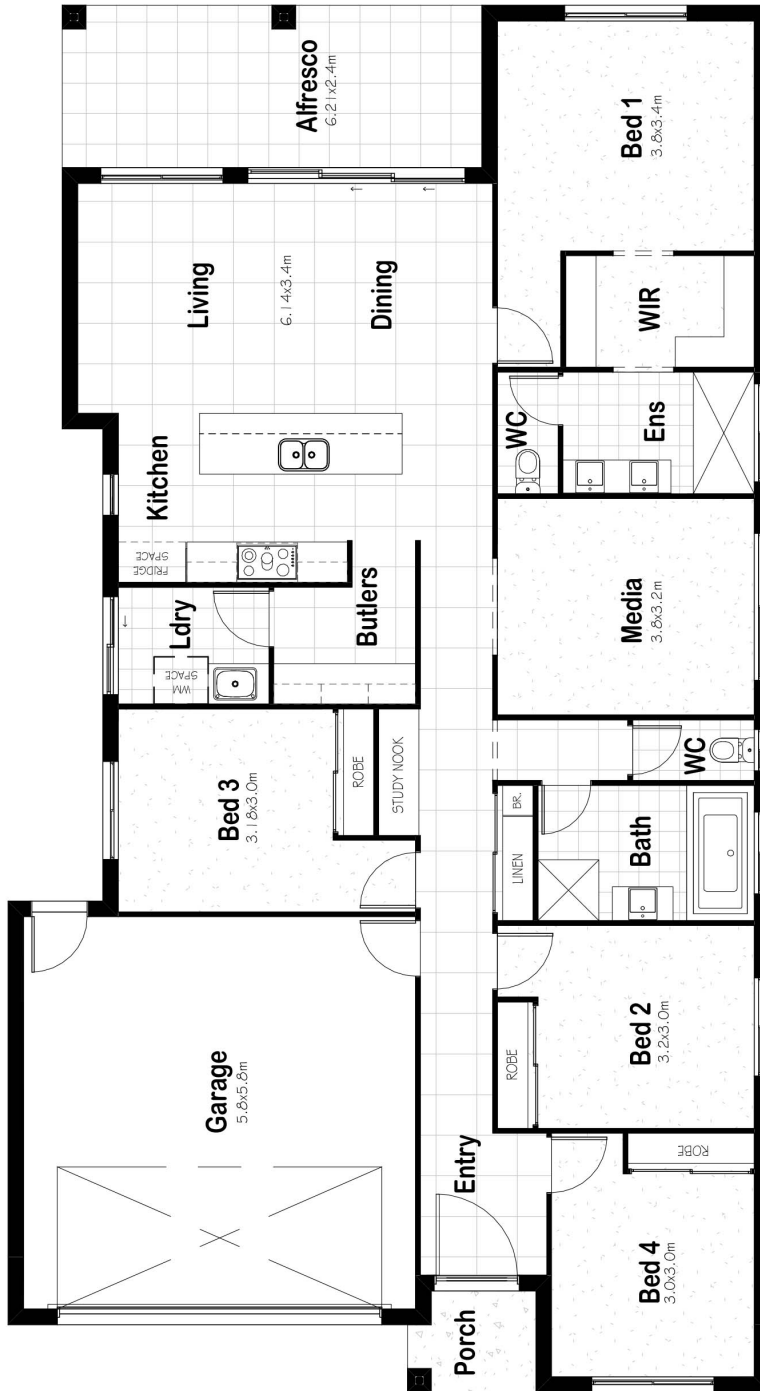 Alfresco
6.21x2.4m
Bed 1
3.8x3.4m
Living
6.14x3.4m
Dining
WIR
Kitchen
WC
Ens
FRIDGE
SPACE
Butlers
Media
3.8x3.2m
Ldry
WM
SPACE
Bed 3
3.18x3.0m
ROBE
STUDY NOOK
WC
BR.
LINEN
Bath
Garage
5.8x5.8m
ROBE
Bed 2
3.2x3.0m
Entry
ROBE
Bed 4
3.0x3.0m
Porch